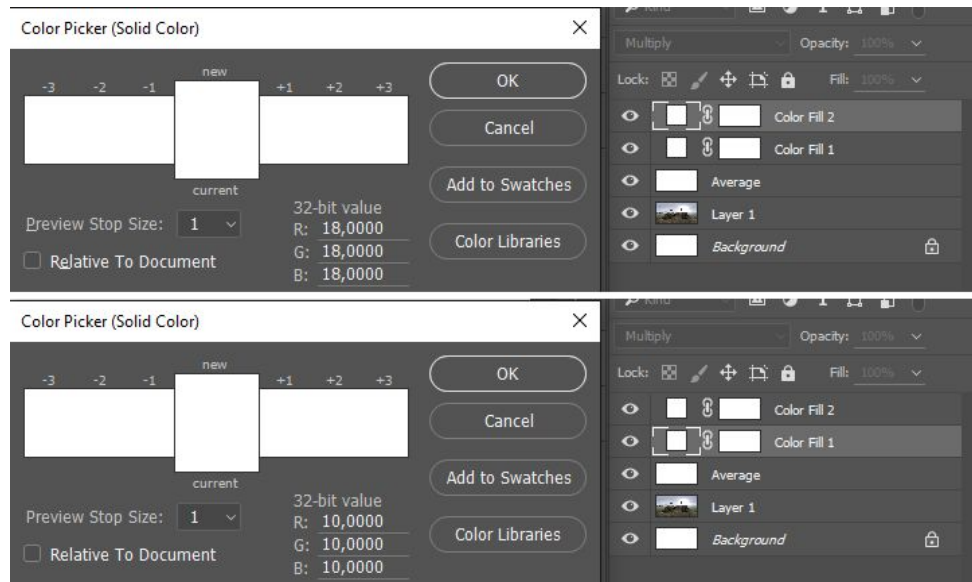 Color Picker (Solid Color)
new
-3 -2 -1 +1 +2 +3
current
Preview Stop Size: 1
Relative To Document
32-bit value
R: 18,0000
G: 18,0000
B: 18,0000
OK
Cancel
Add to Swatches
Color Libraries
Kind
Multiply Opacity: 100%
Lock: Fill: 100%
Color Fill 2
Color Fill 1
Average
Layer 1
Background
Color Picker (Solid Color)
new
-3 -2 -1 +1 +2 +3
current
Preview Stop Size: 1
Relative To Document
32-bit value
R: 10,0000
G: 10,0000
B: 10,0000
OK
Cancel
Add to Swatches
Color Libraries
Kind
Multiply Opacity: 100%
Lock: Fill: 100%
Color Fill 2
Color Fill 1
Average
Layer 1
Background